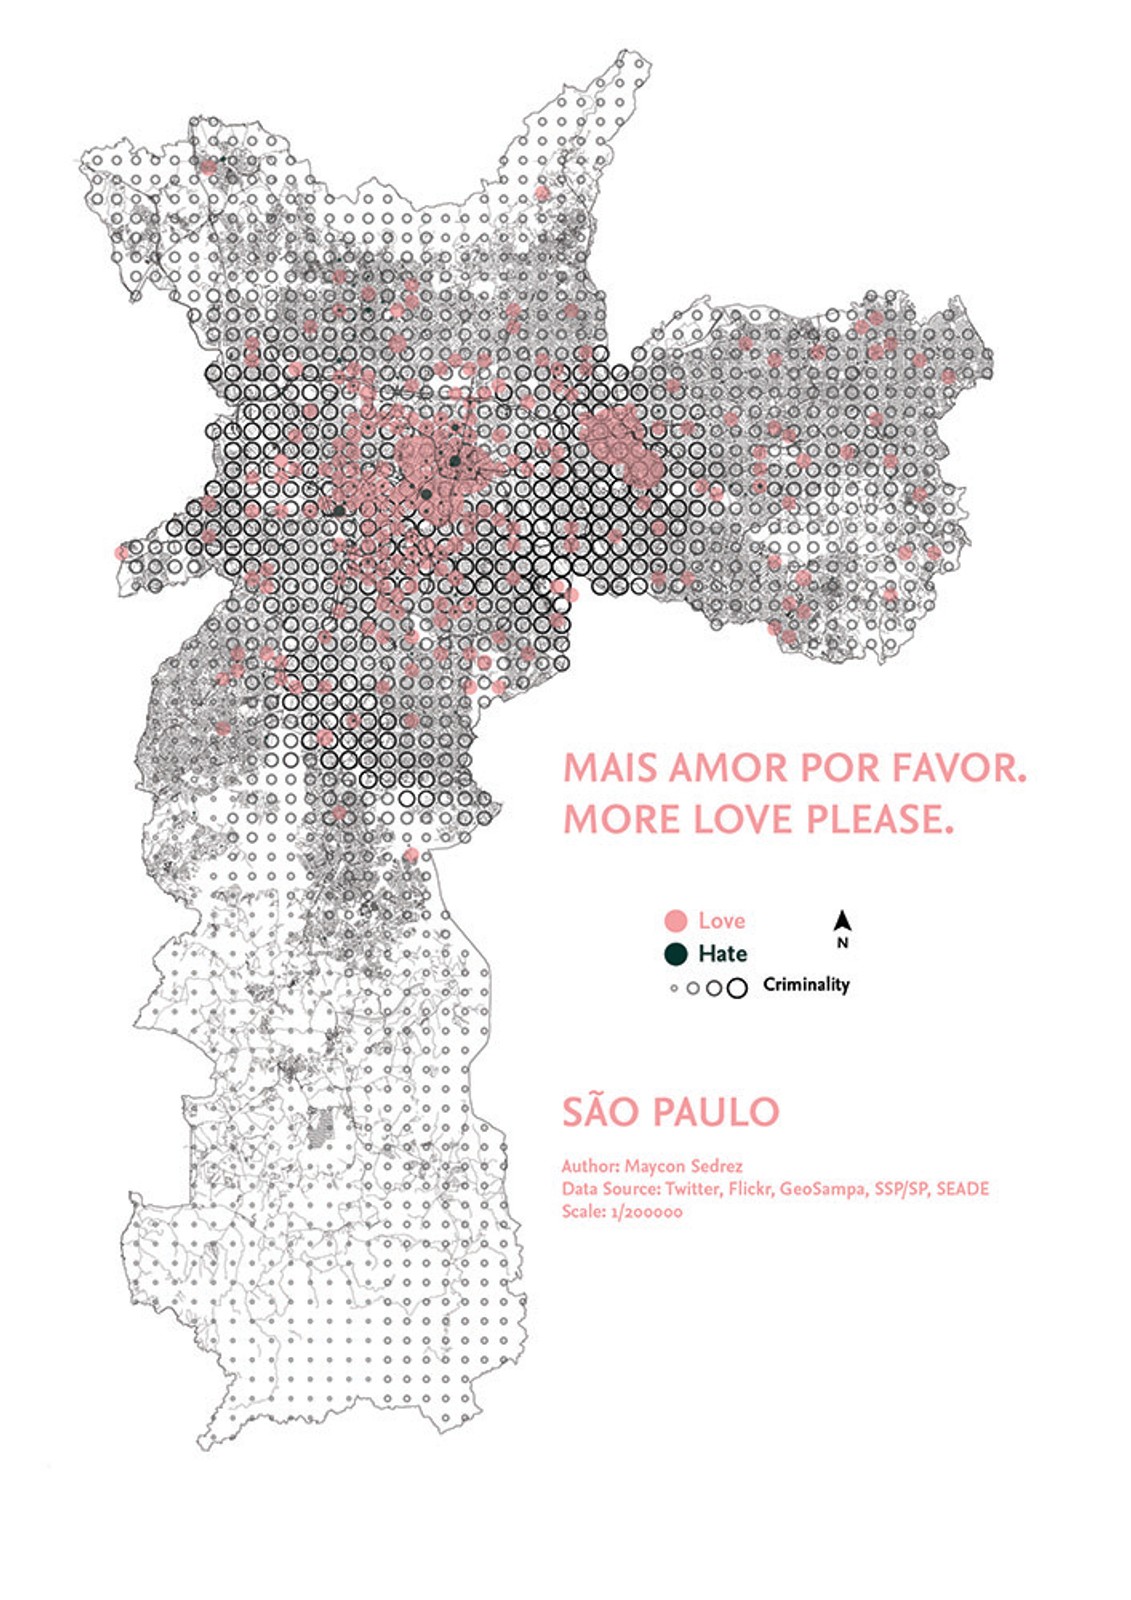 MAIS AMOR POR FAVOR.
MORE LOVE PLEASE.
Love
Hate
Criminality
N
SÃO PAULO
Author: Maycon Sedrez
Data Source: Twitter, Flickr, GeoSampa, SSP/SP, SEADE
Scale: 1/200000